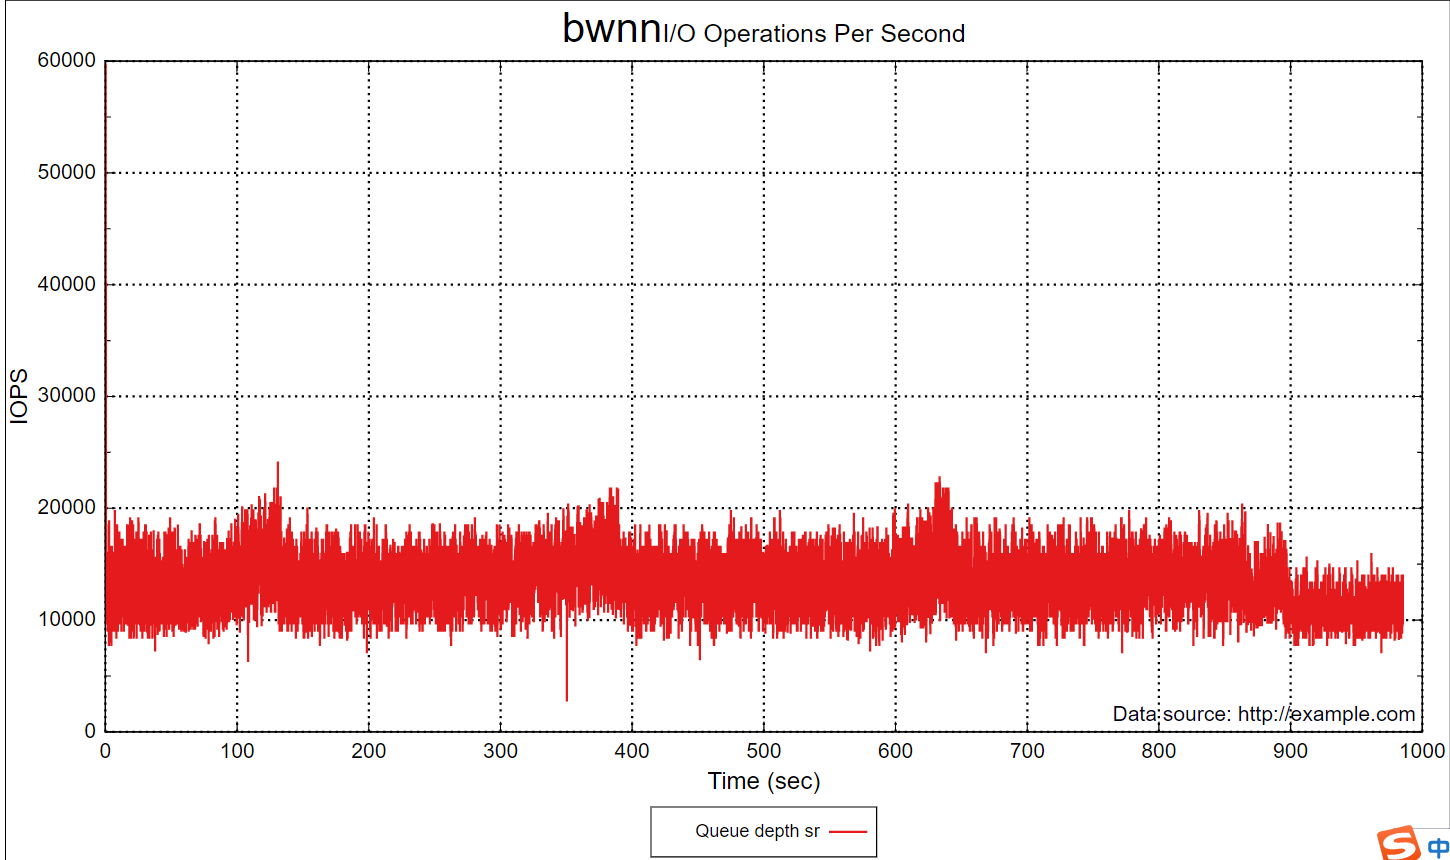 bwnnI/O Operations Per Second
60000
50000
40000
30000
20000
10000
0
IOPS
Data source: http://example.com
0 100 200 300 400 500 600 700 800 900 1000
Time (sec)
Queue depth sr
S 中